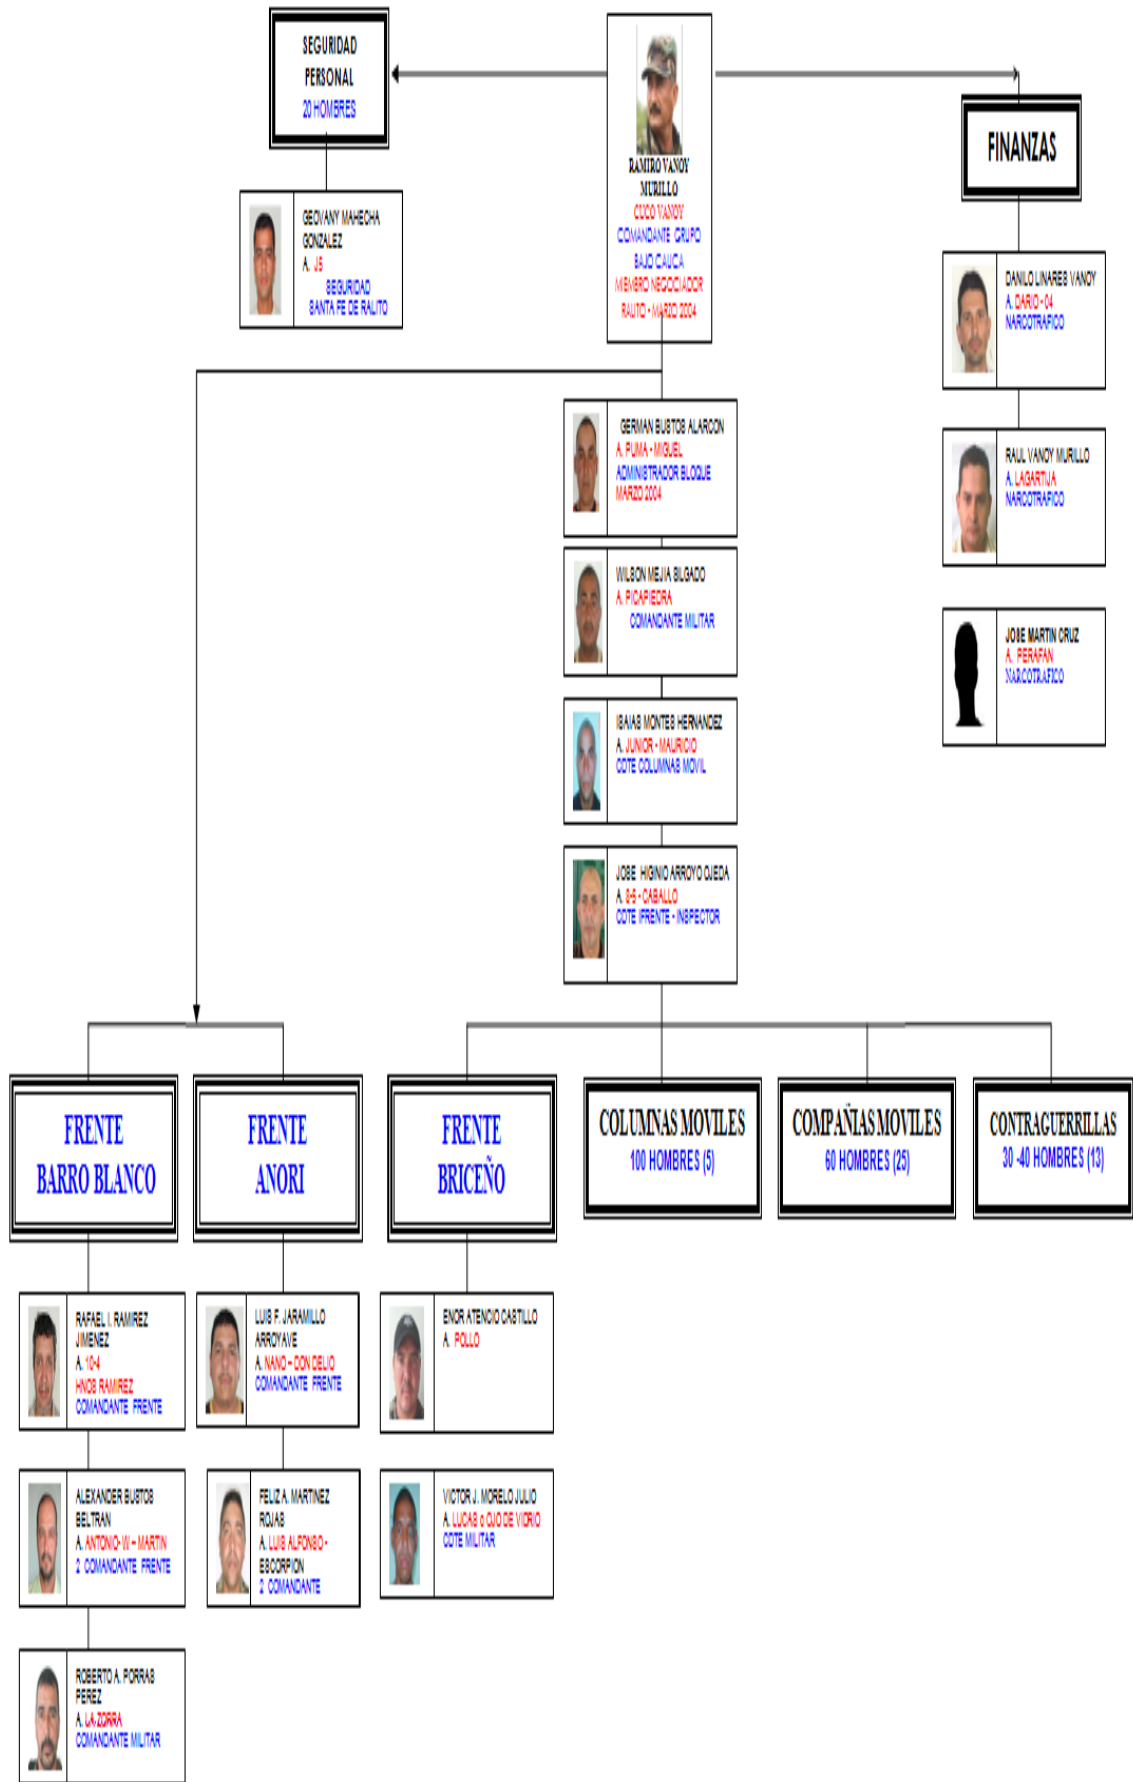 SEGURIDAD
PERSONAL
20 HOMBRES
GEOVANY MAHECHA
GONZALEZ
A. J5
SEGURIDAD
SANTA FE DE RALITO
RAMIRO VANOY
MURILLO
CUCO VANOY
COMANDANTE GRUPO
BAJO CAUCA
MIEMBRO NEGOCIADOR
RALITO - MARZO 2004
FINANZAS
DANILO LINARES VANOY
A. DARIO - 04
NARCOTRAFICO
RAUL VANOY MURILLO
A. LAGARTIJA
NARCOTRAFICO
JOSE MARTIN CRUZ
A. PERAFAN
NARCOTRAFICO
GERMAN BUSTOS ALARCON
A. PUMA - MIGUEL
ADMINISTRADOR BLOQUE
MARZO 2004
WILSON MEJIA SILGADO
A. PICAPIEDRA
COMANDANTE MILITAR
ISAIAS MONTES HERNANDEZ
A. JUNIOR - MAURICIO
CDTE COLUMNAS MOVIL
JOSE HIGINIO ARROYO OJEDA
A. 8-5 - CABALLO
CDTE IFRENTE - INSPECTOR
FRENTE
BARRO BLANCO
RAFAEL I. RAMIREZ
JIMENEZ
A. 10-4
HNOS RAMIREZ
COMANDANTE FRENTE
ALEXANDER BUSTOS
BELTRAN
A. ANTONIO- W - MARTIN
2 COMANDANTE FRENTE
ROBERTO A. PORRAS
PEREZ
A. LA-ZORRA
COMANDANTE MILITAR
FRENTE
ANORI
LUIS F. JARAMILLO
ARROYAVE
A. NANO - DON DELIO
COMANDANTE FRENTE
FELIZ A. MARTINEZ
ROJAS
A. LUIS ALFONSO -
ESCORPION
2 COMANDANTE
FRENTE
BRICEÑO
ENOR ATENCIO CASTILLO
A. POLLO
VICTOR J. MORELO JULIO
A. LUCAS o OJO DE VIDRIO
CDTE MILITAR
COLUMNAS MOVILES
100 HOMBRES (5)
COMPAÑIAS MOVILES
60 HOMBRES (25)
CONTRAGUERRILLAS
30 -40 HOMBRES (13)